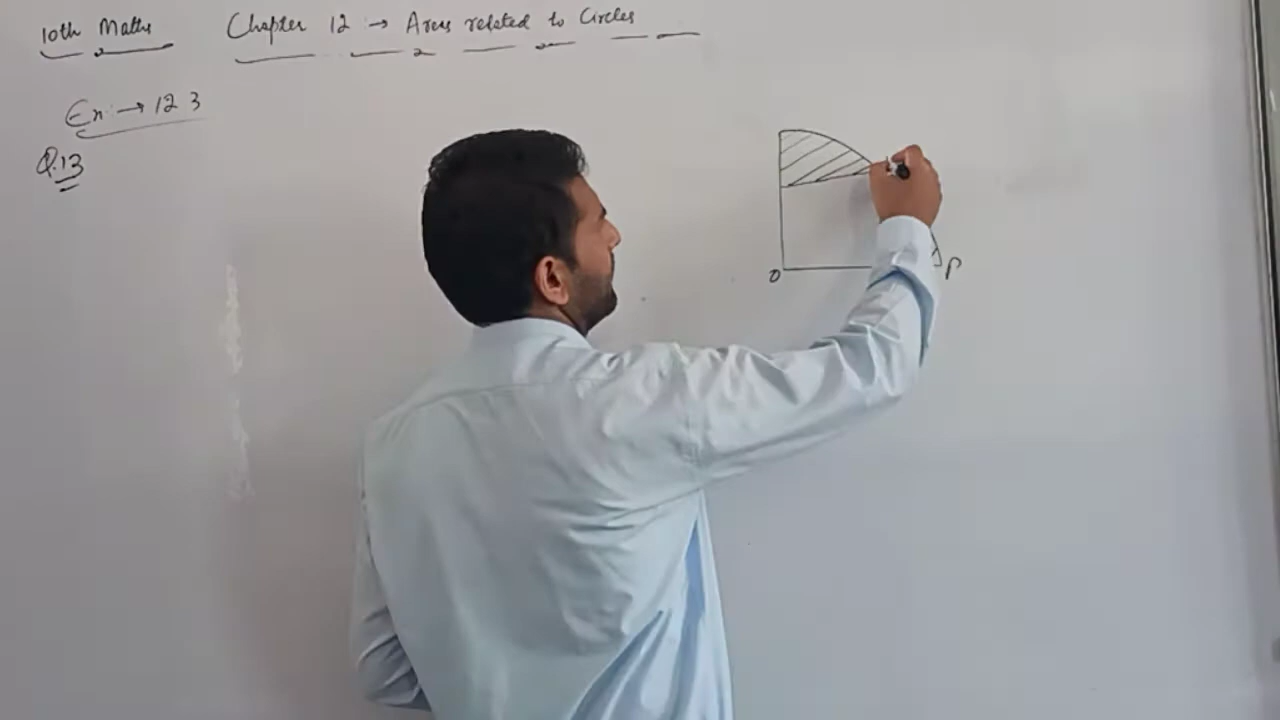 10th Maths Chapter 12 → Areas related to Circles
Ex: → 12.3
Q.13
O P